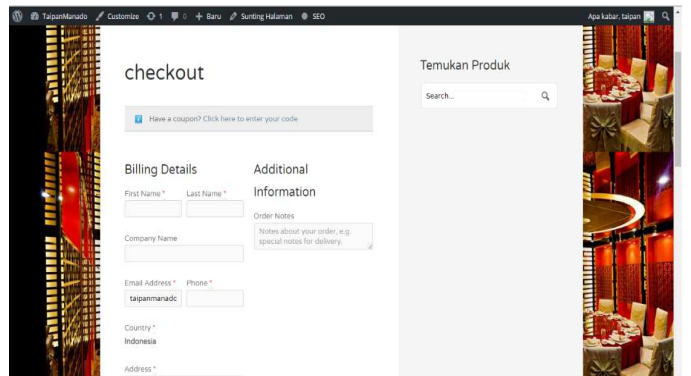 TaipanManado Customize 1 0 + Baru Sunting Halaman SEO Apa kabar, taipan
checkout
Have a coupon? Click here to enter your code
Billing Details
First Name * Last Name *
Company Name
Email Address * Phone *
taipanmanadc
Country *
Indonesia
Address *
Additional
Information
Order Notes
Notes about your order, e.g.
special notes for delivery.
Temukan Produk
Search...